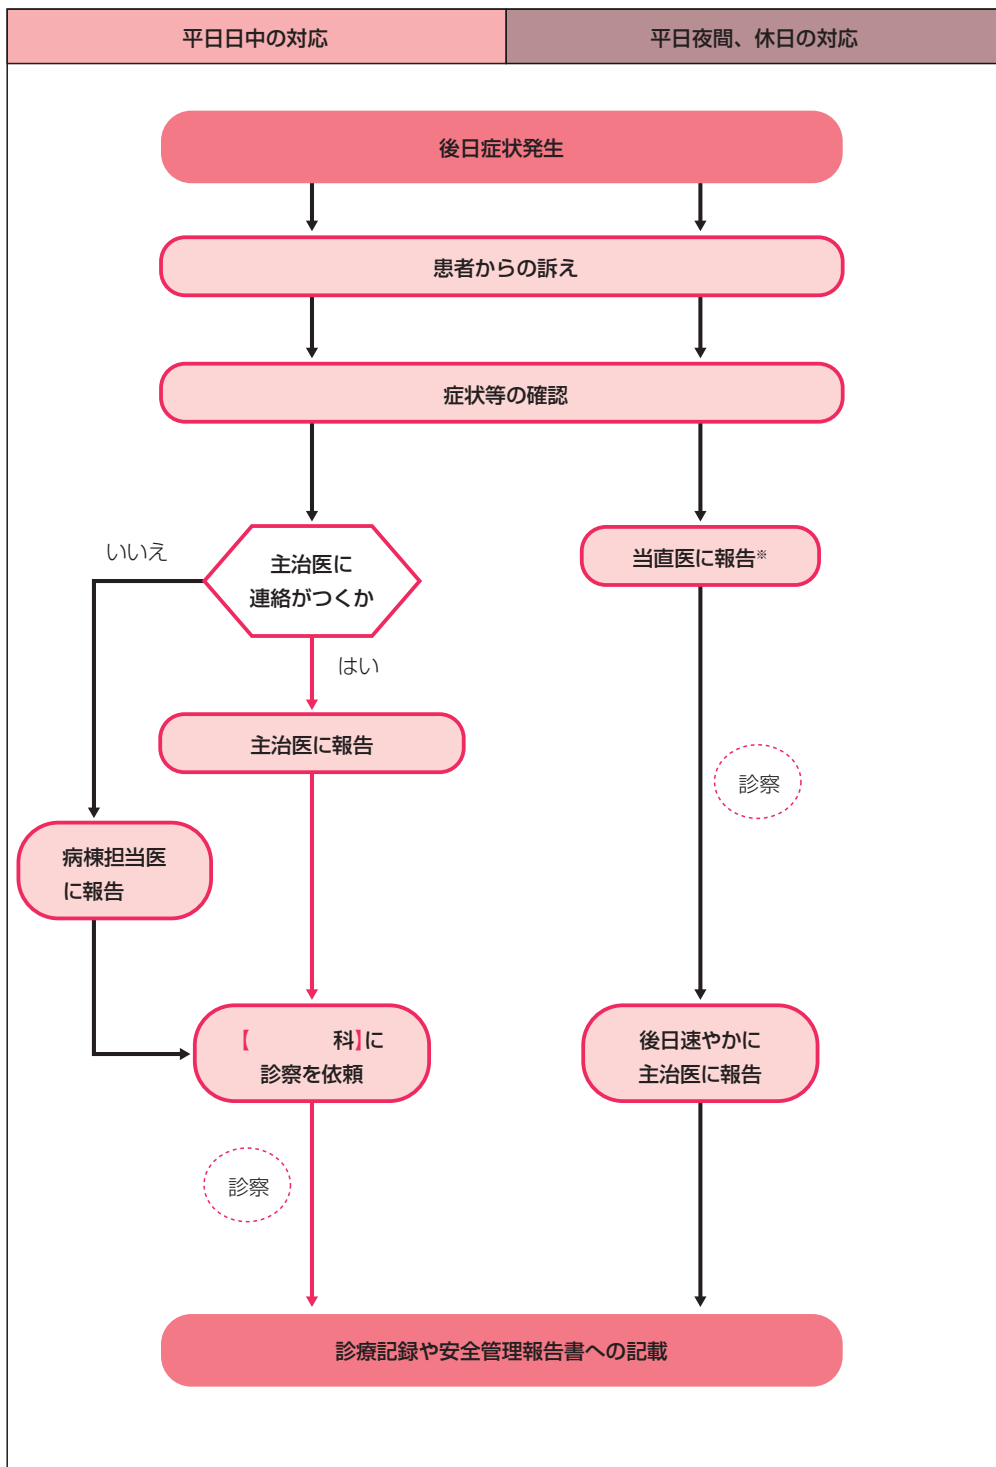 平日日中の対応
平日夜間、休日の対応
後日症状発生
患者からの訴え
症状等の確認
いいえ
主治医に
連絡がつくか
当直医に報告※
はい
主治医に報告
診察
病棟担当医
に報告
【　　　　科】に
診察を依頼
後日速やかに
主治医に報告
診察
診療記録や安全管理報告書への記載